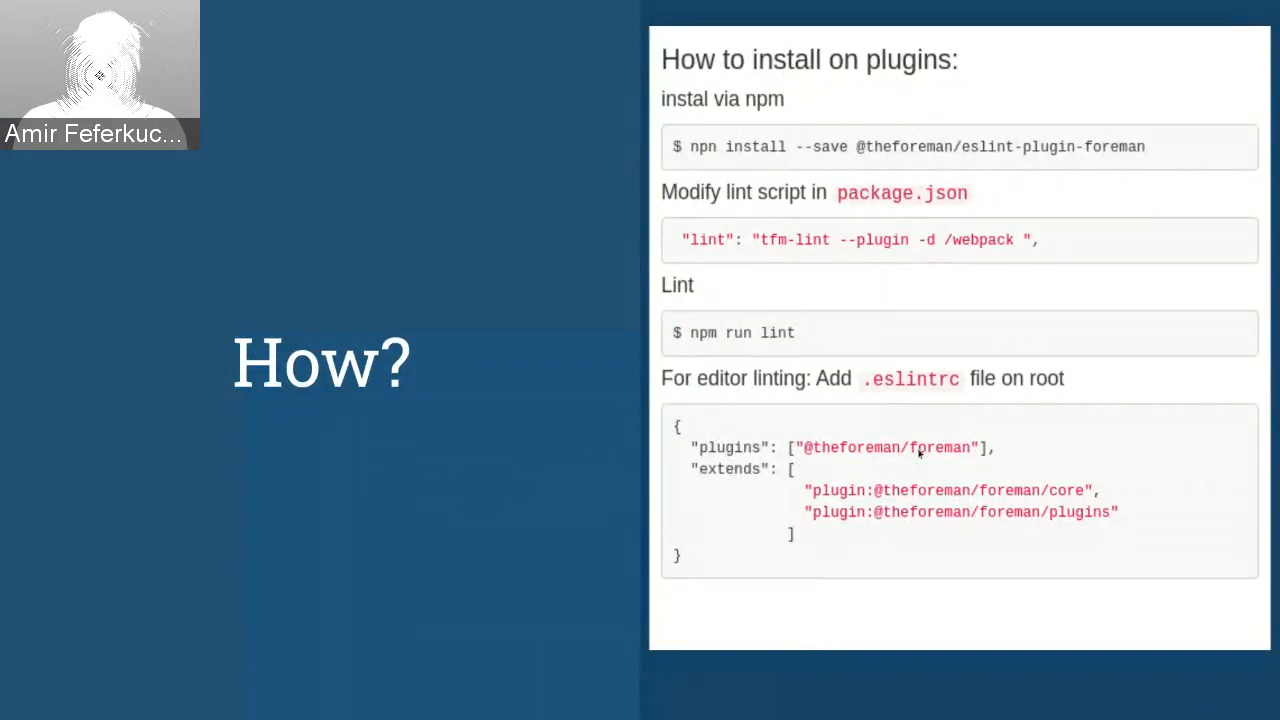 Amir Feferkuc...
How?
How to install on plugins:
instal via npm
$ npn install --save @theforeman/eslint-plugin-foreman
Modify lint script in package.json
"lint": "tfm-lint --plugin -d /webpack ",
Lint
$ npm run lint
For editor linting: Add .eslintrc file on root
{
"plugins": ["@theforeman/foreman"],
"extends": [
"plugin:@theforeman/foreman/core",
"plugin:@theforeman/foreman/plugins"
]
}